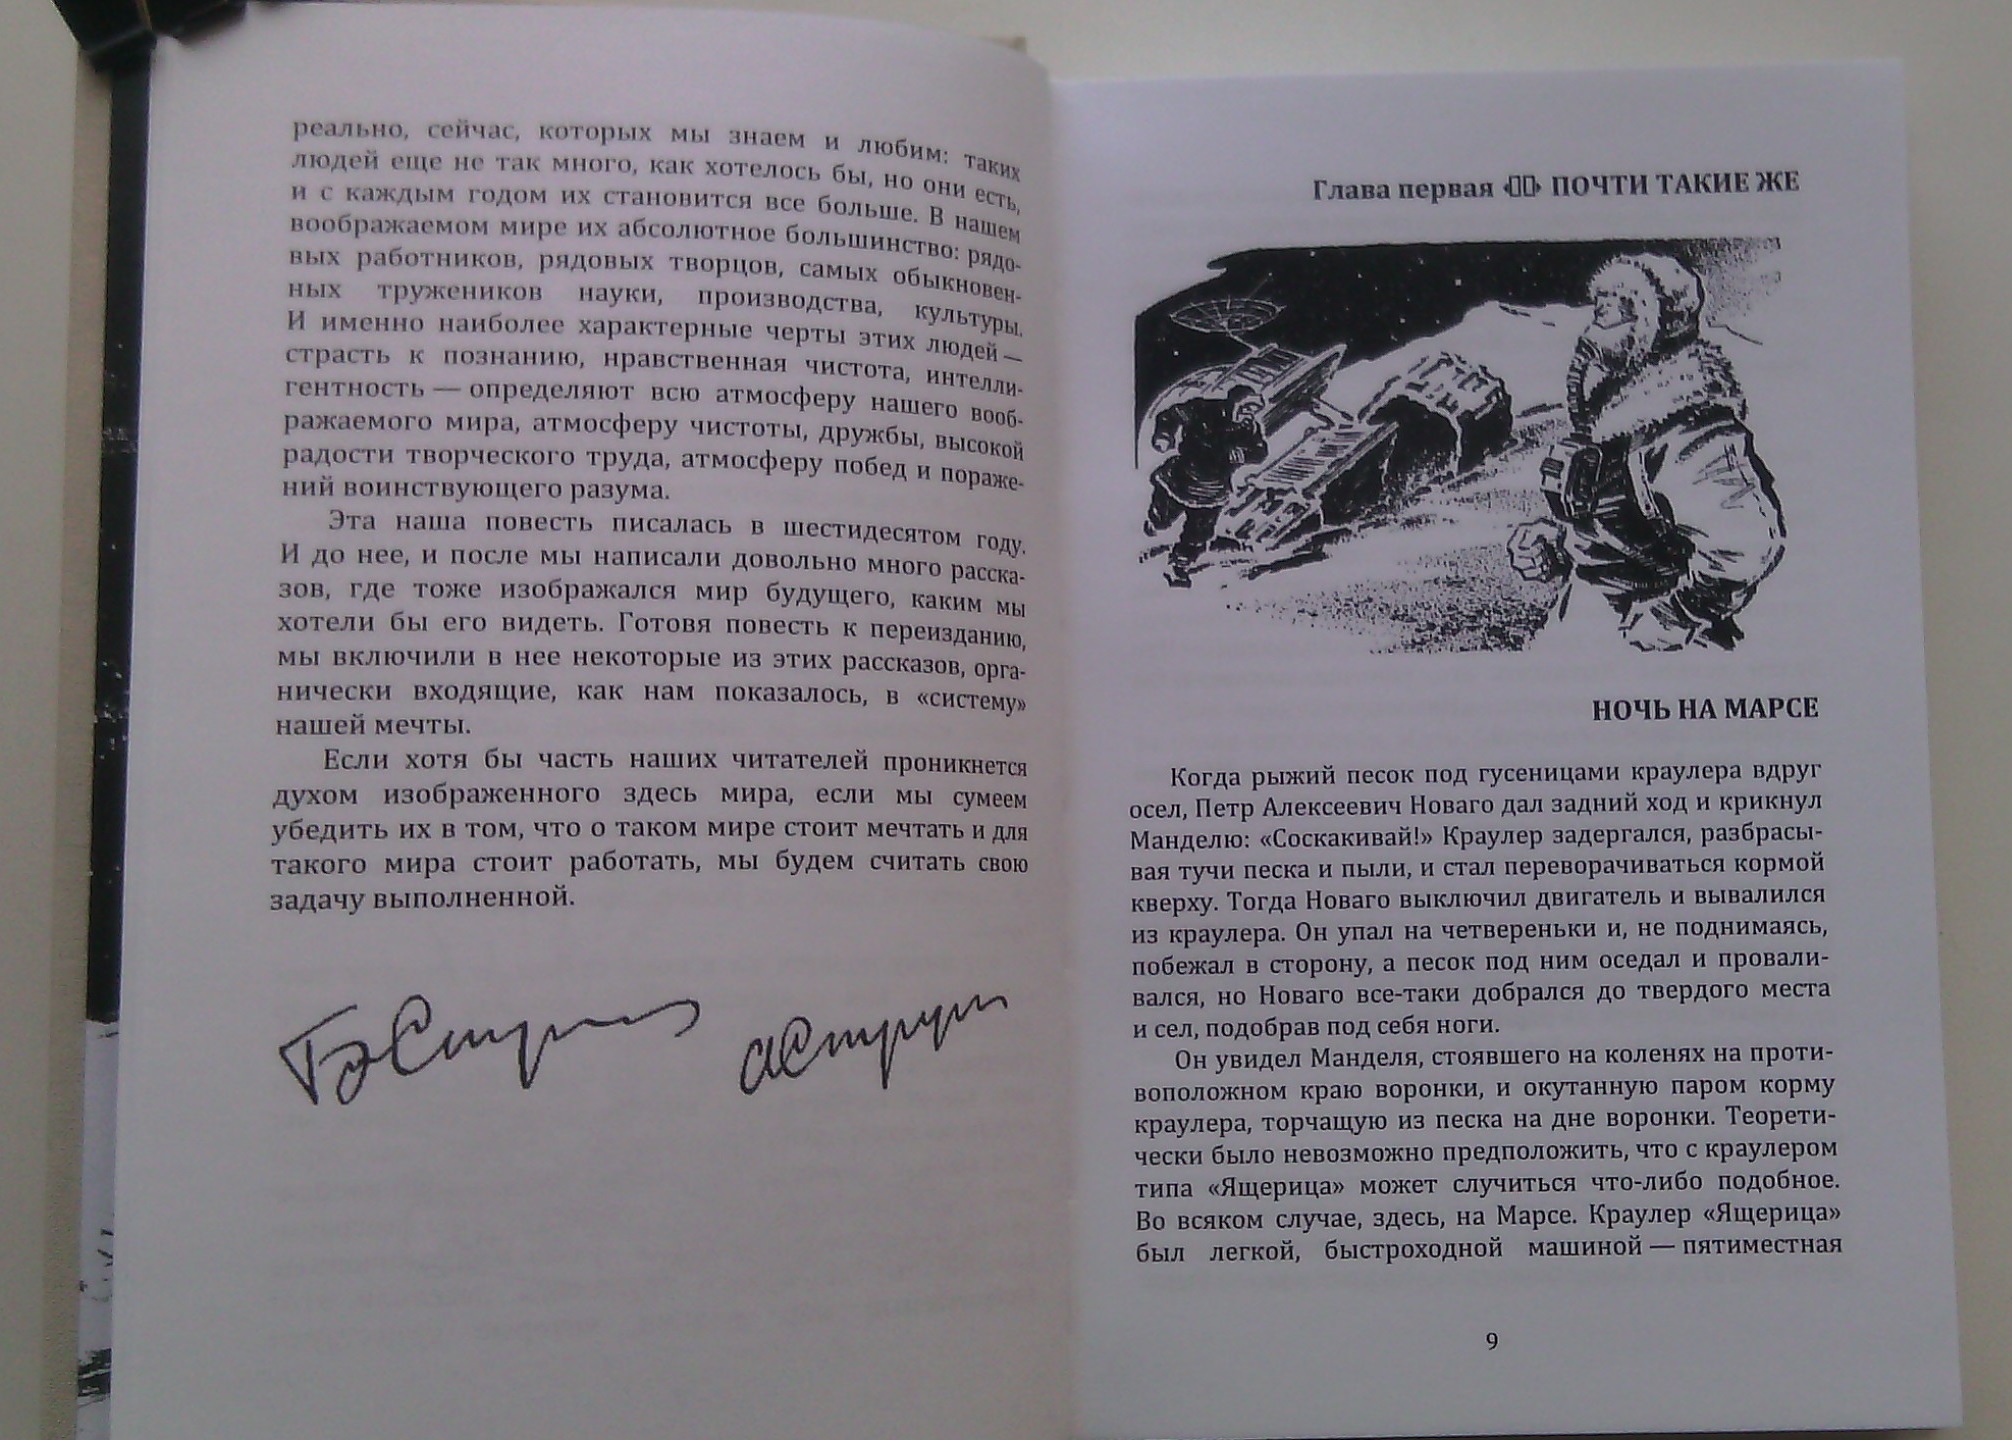 реально, сейчас, которых мы знаем и любим: таких
людей еще не так много, как хотелось бы, но они есть,
и с каждым годом их становится все больше. В нашем
воображаемом мире их абсолютное большинство: рядо-
вых работников, рядовых творцов, самых обыкновен-
ных тружеников науки, производства, культуры.
И именно наиболее характерные черты этих людей —
страсть к познанию, нравственная чистота, интелли-
гентность — определяют всю атмосферу нашего вооб-
ражаемого мира, атмосферу чистоты, дружбы, высокой
радости творческого труда, атмосферу побед и пораже-
ний воинствующего разума.
Эта наша повесть писалась в шестидесятом году.
И до нее, и после мы написали довольно много расска-
зов, где тоже изображался мир будущего, каким мы
хотели бы его видеть. Готовя повесть к переизданию,
мы включили в нее некоторые из этих рассказов, орга-
нически входящие, как нам показалось, в «систему»
нашей мечты.
Если хотя бы часть наших читателей проникнется
духом изображенного здесь мира, если мы сумеем
убедить их в том, что о таком мире стоит мечтать и для
такого мира стоит работать, мы будем считать свою
задачу выполненной.
Глава первая ПОЧТИ ТАКИЕ ЖЕ
НОЧЬ НА МАРСЕ
Когда рыжий песок под гусеницами краулера вдруг
осел, Петр Алексеевич Новаго дал задний ход и крикнул
Манделю: «Соскакивай!» Краулер задергался, разбрасы-
вая тучи песка и пыли, и стал переворачиваться кормой
кверху. Тогда Новаго выключил двигатель и вывалился
из краулера. Он упал на четвереньки и, не поднимаясь,
побежал в сторону, а песок под ним оседал и провали-
вался, но Новаго все-таки добрался до твердого места
и сел, подобрав под себя ноги.
Он увидел Манделя, стоявшего на коленях на проти-
воположном краю воронки, и окутанную паром корму
краулера, торчащую из песка на дне воронки. Теорети-
чески было невозможно предположить, что с краулером
типа «Ящерица» может случиться что-либо подобное.
Во всяком случае, здесь, на Марсе. Краулер «Ящерица»
был легкой, быстроходной машиной — пятиместная
9